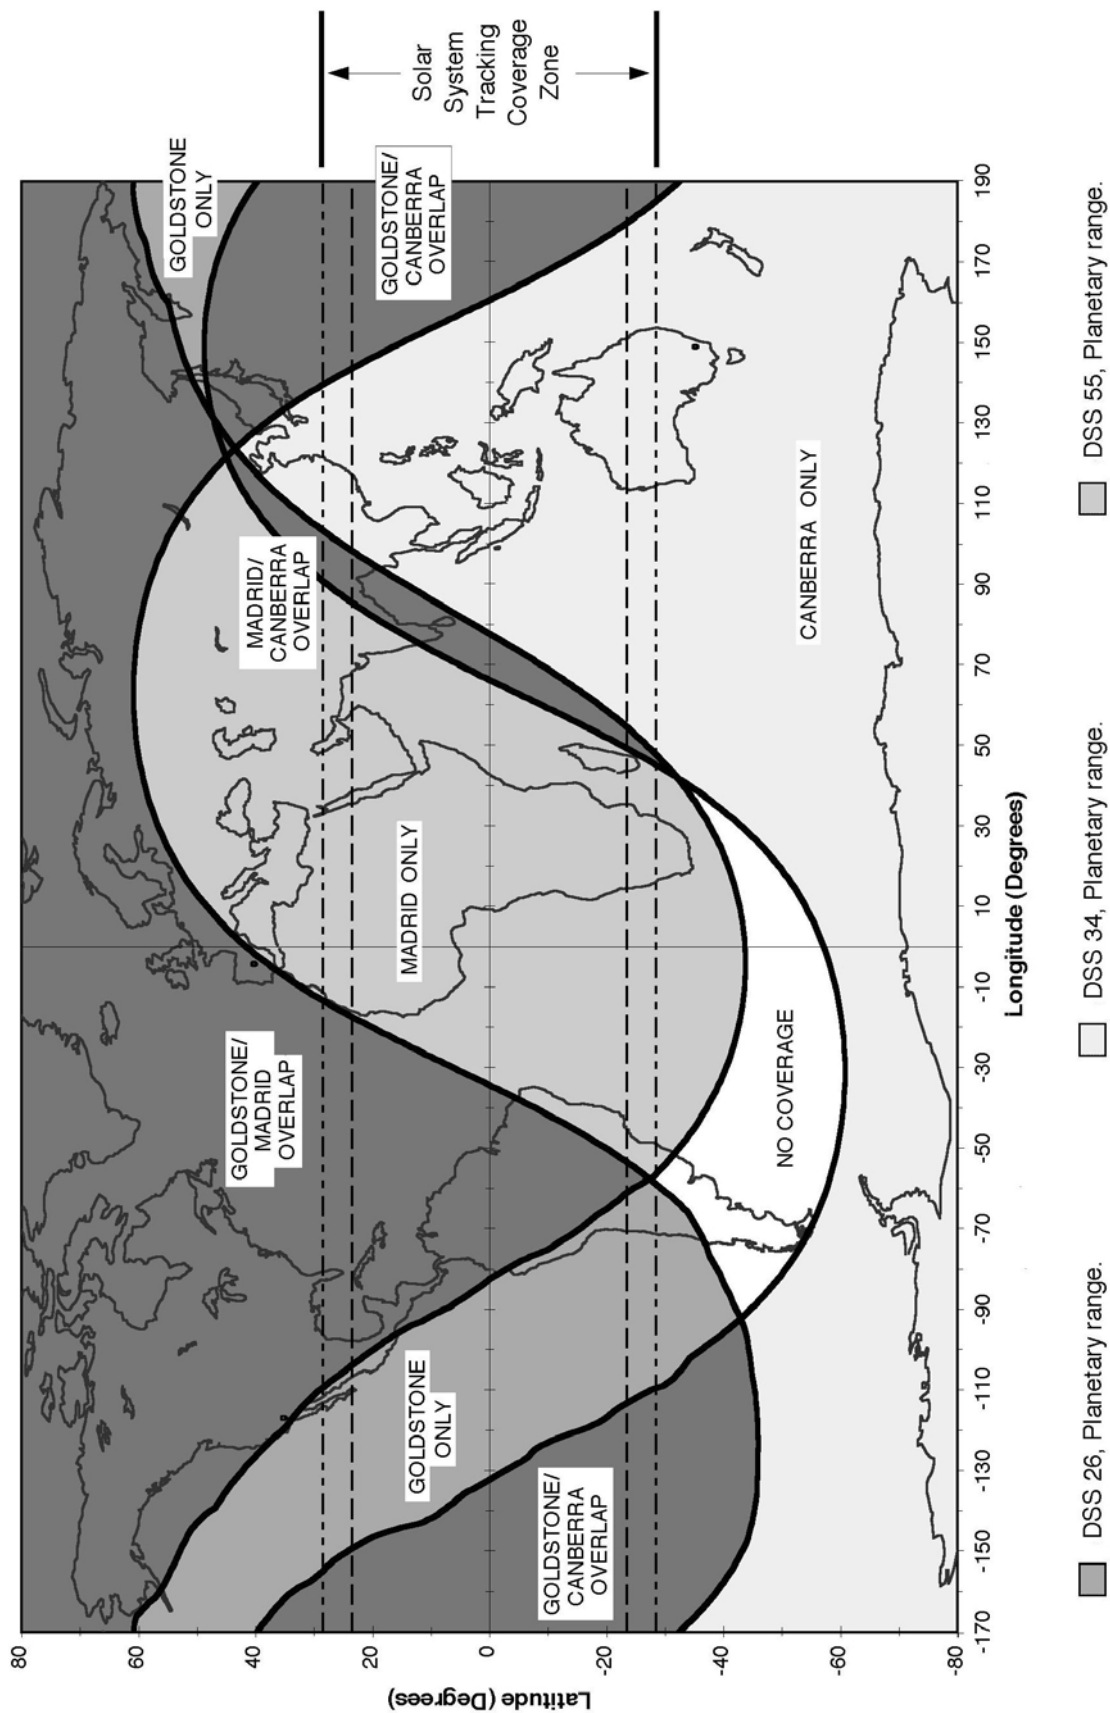 Solar
System
Tracking
Coverage
Zone
GOLDSTONE
ONLY
GOLDSTONE/
CANBERRA
OVERLAP
MADRID/
CANBERRA
OVERLAP
CANBERRA ONLY
MADRID ONLY
GOLDSTONE/
MADRID
OVERLAP
NO COVERAGE
GOLDSTONE
ONLY
GOLDSTONE/
CANBERRA
OVERLAP
80
60
40
20
0
-20
-40
-60
-80
Latitude (Degrees)
-170
-150
-130
-110
-90
-70
-50
-30
-10
10
30
50
70
90
110
130
150
170
190
Longitude (Degrees)
DSS 26, Planetary range.
DSS 34, Planetary range.
DSS 55, Planetary range.